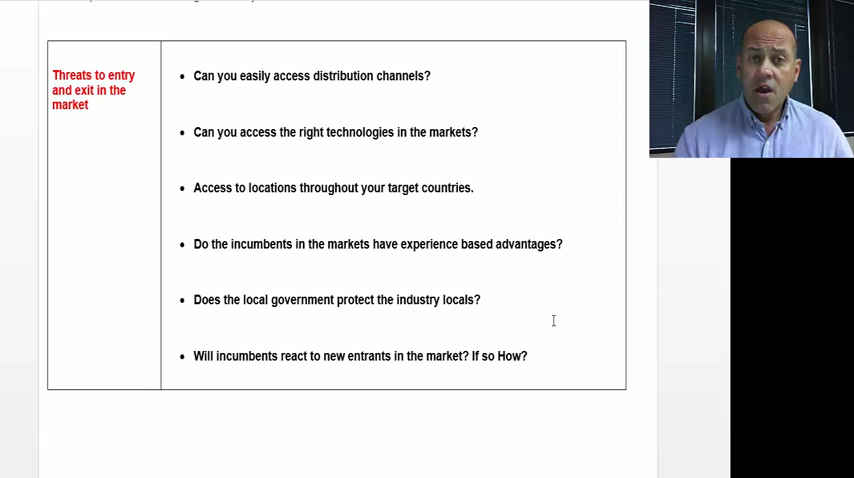 Threats to entry
and exit in the
market
• Can you easily access distribution channels?
• Can you access the right technologies in the markets?
• Access to locations throughout your target countries.
• Do the incumbents in the markets have experience based advantages?
• Does the local government protect the industry locals?
• Will incumbents react to new entrants in the market? If so How?